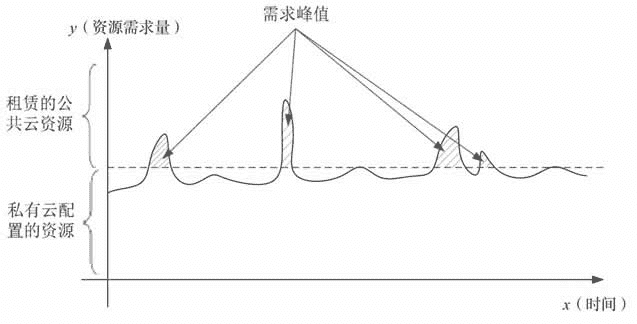 需求峰值
y（资源需求量）
租赁的公
共云资源
私有云配
置的资源
x（时间）